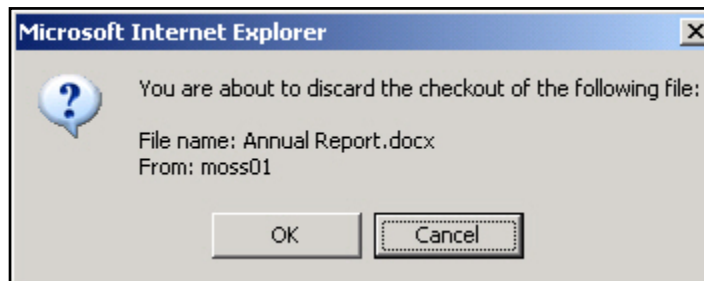 Microsoft Internet Explorer
You are about to discard the checkout of the following file:
File name: Annual Report.docx
From: moss01
OK
Cancel